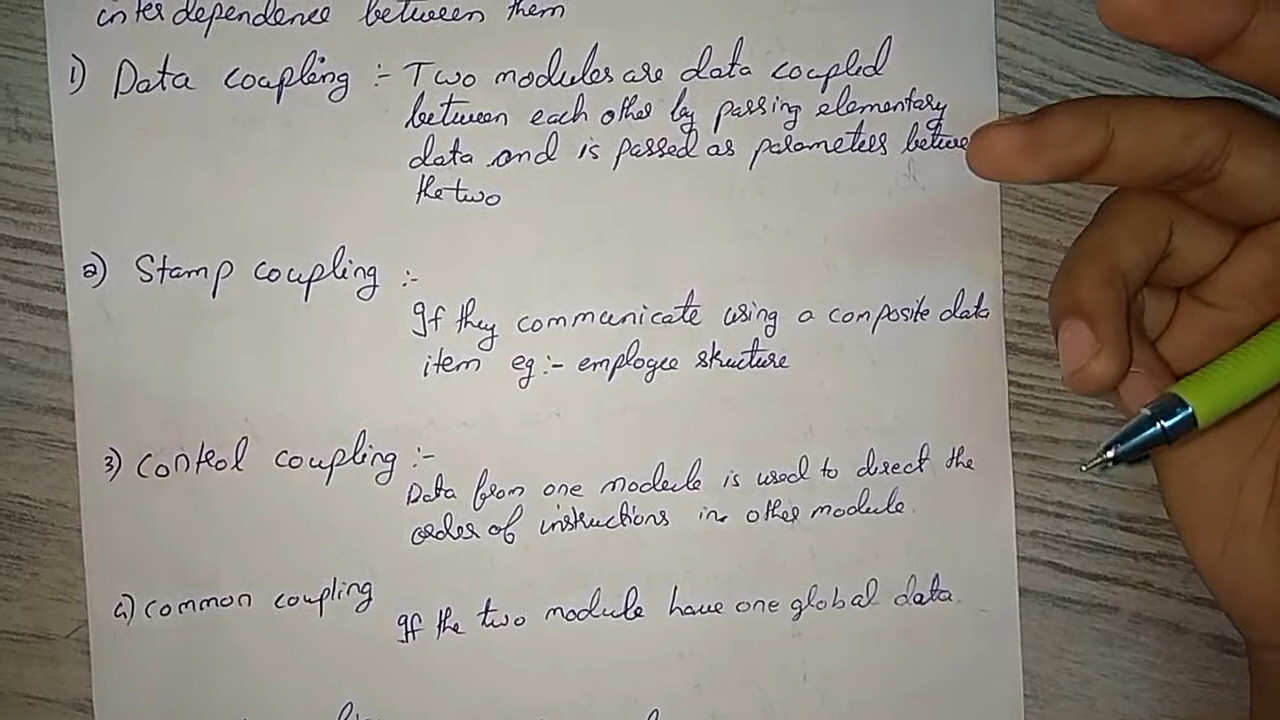 inter dependence between them
1) Data coupling :- Two modules are data coupled
between each other by passing elementary
data and is passed as parameters betwee
the two
2) Stamp coupling :-
If they communicate using a composite data
item eg:- employee structure
3) Control coupling :-
Data from one module is used to direct the
order of instructions in other module.
4) Common coupling
If the two module have one global data.